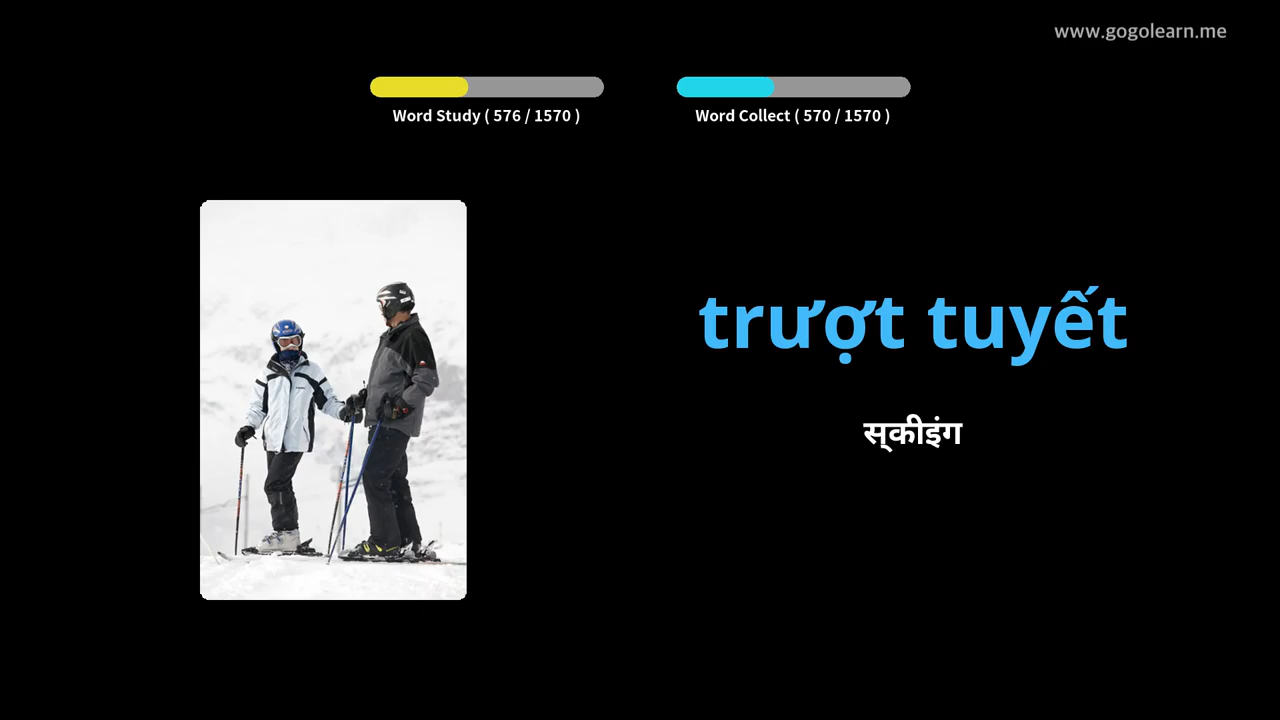 www.gogolearn.me
Word Study ( 576 / 1570 )
Word Collect ( 570 / 1570 )
trượt tuyết
स्कीइंग